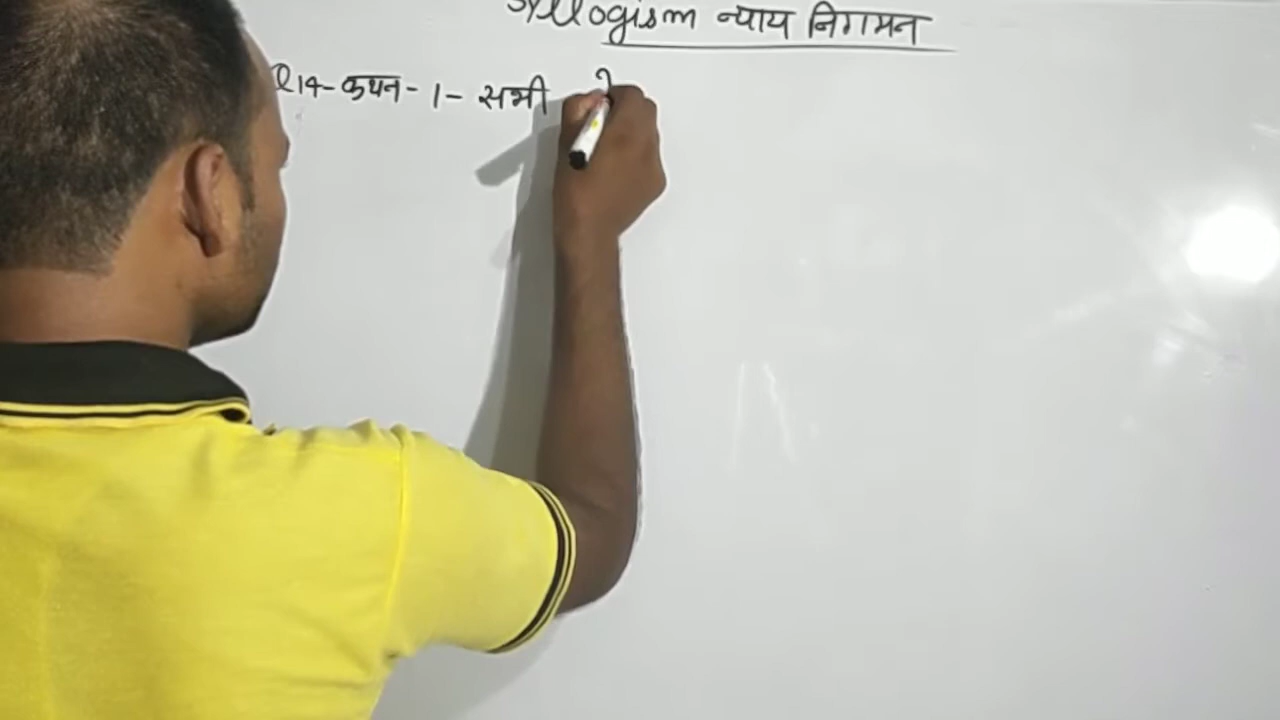 Syllogism न्याय निगमन
Q14- कथन - 1 - सभी